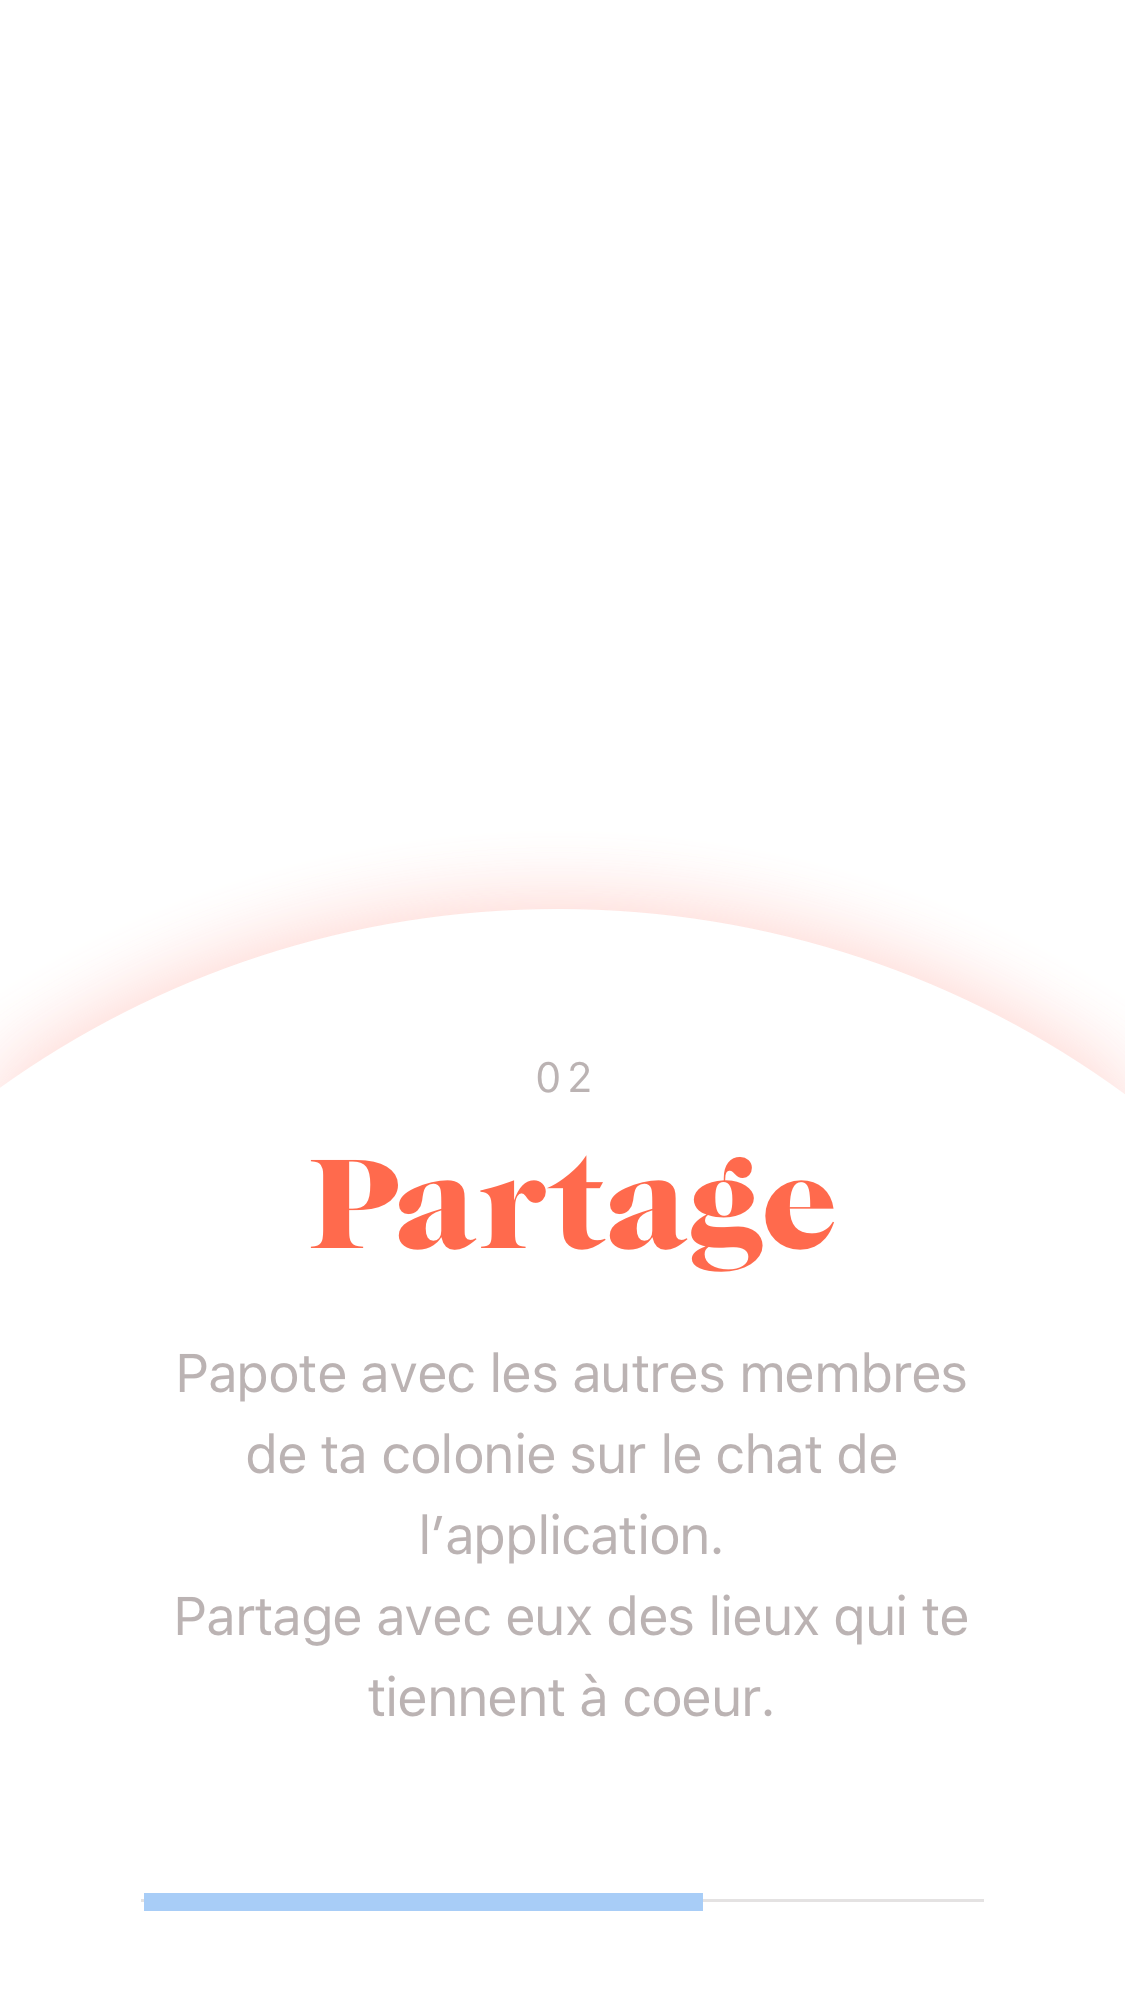 02
Partage
Papote avec les autres membres
de ta colonie sur le chat de
l’application.
Partage avec eux des lieux qui te
tiennent à coeur.